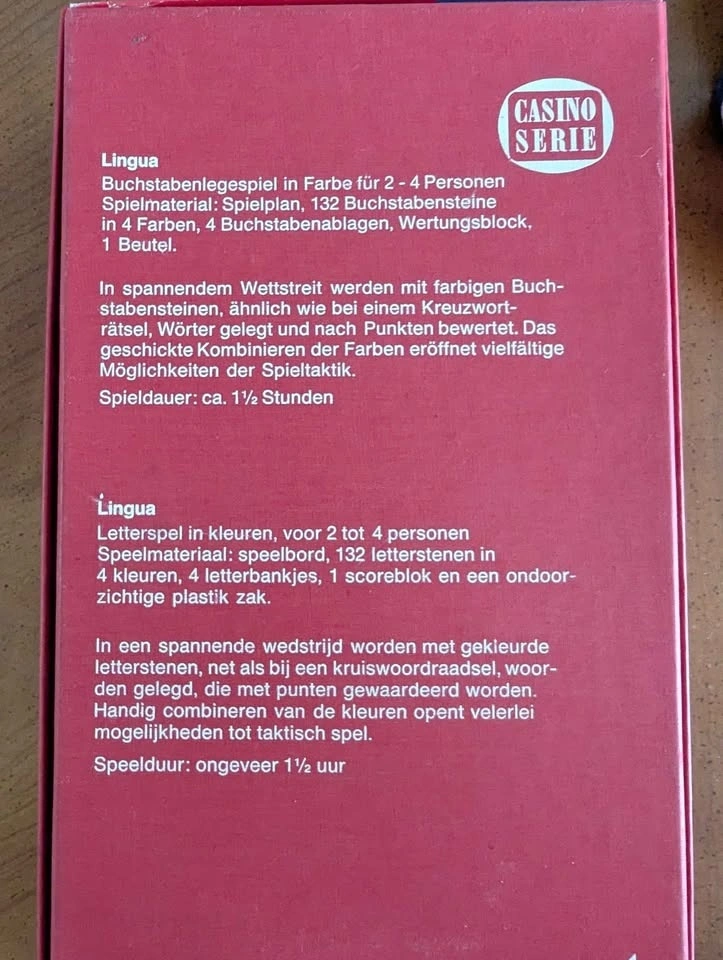 CASINO
SERIE
Lingua
Buchstabenlegespiel in Farbe für 2 - 4 Personen
Spielmaterial: Spielplan, 132 Buchstabensteine
in 4 Farben, 4 Buchstabenablagen, Wertungsblock,
1 Beutel.
In spannendem Wettstreit werden mit farbigen Buch-
stabensteinen, ähnlich wie bei einem Kreuzwort-
rätsel, Wörter gelegt und nach Punkten bewertet. Das
geschickte Kombinieren der Farben eröffnet vielfältige
Möglichkeiten der Spieltaktik.
Spieldauer: ca. 1½ Stunden
Lingua
Letterspel in kleuren, voor 2 tot 4 personen
Speelmateriaal: speelbord, 132 letterstenen in
4 kleuren, 4 letterbankjes, 1 scoreblok en een ondoor-
zichtige plastik zak.
In een spannende wedstrijd worden met gekleurde
letterstenen, net als bij een kruiswoordraadsel, woor-
den gelegd, die met punten gewaardeerd worden.
Handig combineren van de kleuren opent velerlei
mogelijkheden tot taktisch spel.
Speelduur: ongeveer 1½ uur